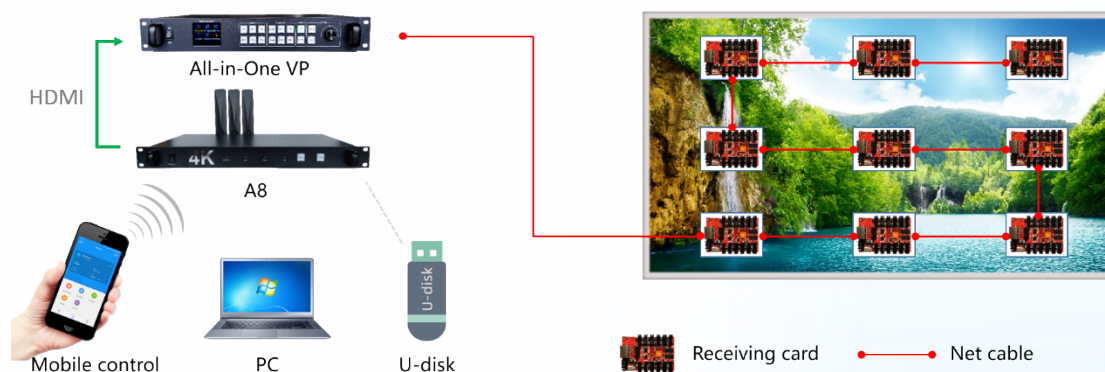 All-in-One VP
HDMI
4K
A8
U-disk
Mobile control
PC
U-disk
Receiving card
Net cable